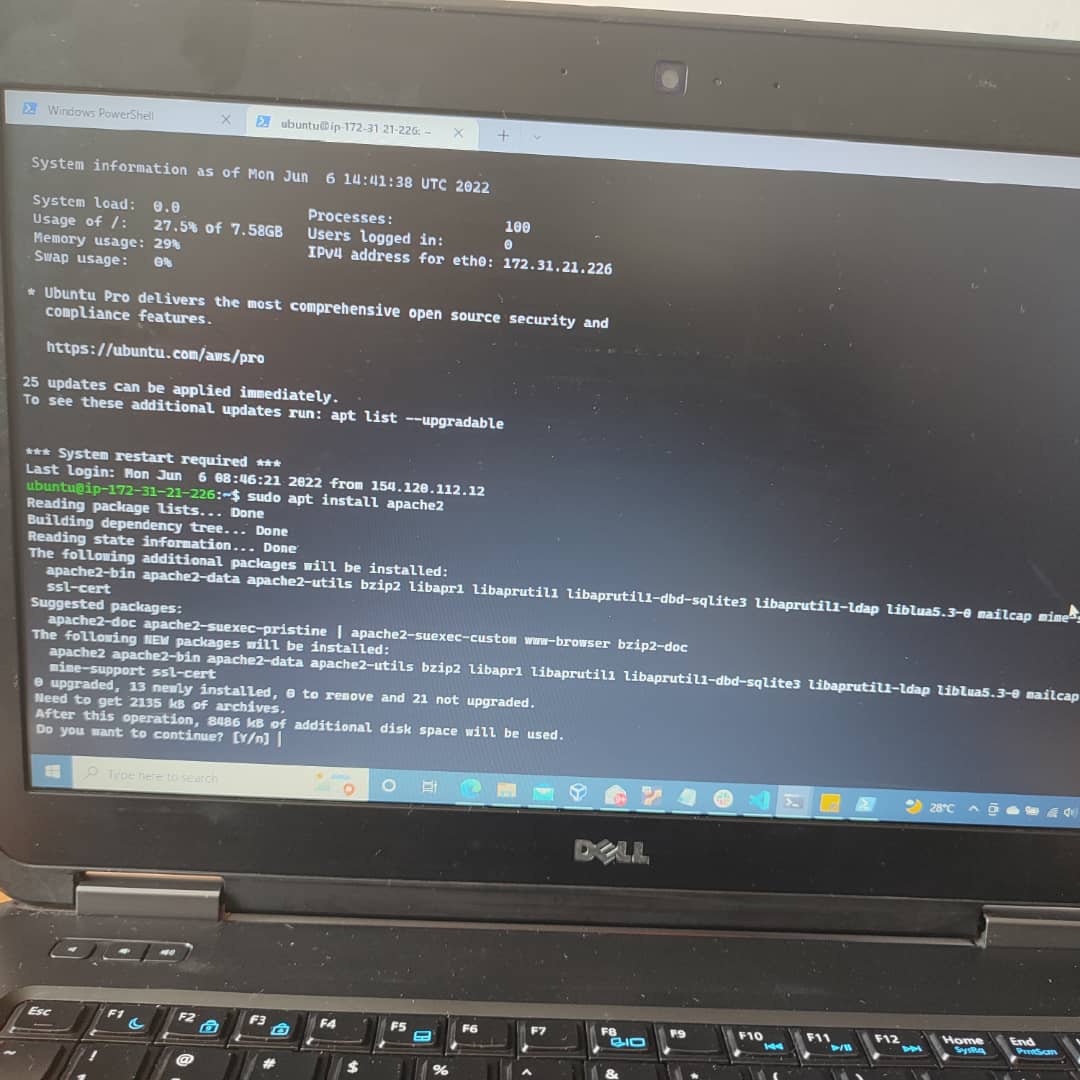 Windows PowerShell
ubuntu@ip-172-31-21-226: ~
System information as of Mon Jun  6 14:41:38 UTC 2022
System load:  0.0    Processes:    100
Usage of /:   27.5% of 7.58GB   Users logged in:    0
Memory usage: 29%    IPv4 address for eth0: 172.31.21.226
Swap usage:   0%
* Ubuntu Pro delivers the most comprehensive open source security and
compliance features.
https://ubuntu.com/aws/pro
25 updates can be applied immediately.
To see these additional updates run: apt list --upgradable
*** System restart required ***
Last login: Mon Jun  6 08:46:21 2022 from 154.120.112.12
ubuntu@ip-172-31-21-226:~$ sudo apt install apache2
Reading package lists... Done
Building dependency tree... Done
Reading state information... Done
The following additional packages will be installed:
apache2-bin apache2-data apache2-utils bzip2 libapr1 libaprutil1 libaprutil1-dbd-sqlite3 libaprutil1-ldap liblua5.3-0 mailcap mime-
ssl-cert
Suggested packages:
apache2-doc apache2-suexec-pristine | apache2-suexec-custom www-browser bzip2-doc
The following NEW packages will be installed:
apache2 apache2-bin apache2-data apache2-utils bzip2 libapr1 libaprutil1 libaprutil1-dbd-sqlite3 libaprutil1-ldap liblua5.3-0 mailcap
mime-support ssl-cert
0 upgraded, 13 newly installed, 0 to remove and 21 not upgraded.
Need to get 2135 kB of archives.
After this operation, 8486 kB of additional disk space will be used.
Do you want to continue? [Y/n]
Type here to search
28°C
DELL
Esc F1 F2 F3 F4 F5 F6 F7 F8 F9 F10 F11 F12 Home End
SysRq PrntScn
~ ! @ # $ % ^ & * (
1